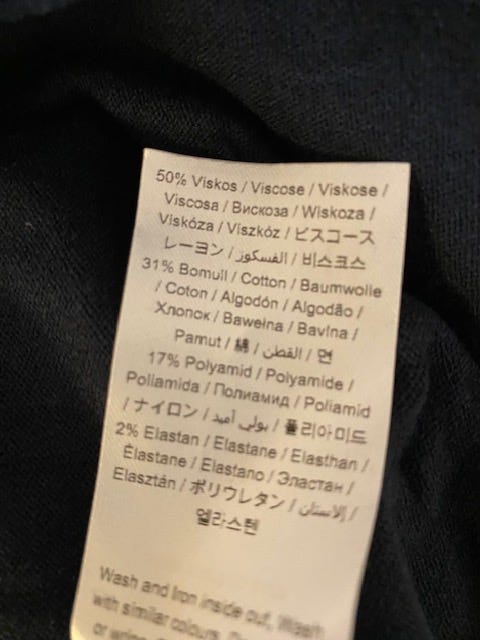 50% Viskos / Viscose / Viskose /
Viscosa / Вискоза / Wiskoza /
Viskóza / Viszkóz / ビスコース
レーヨン / الفسكوز / 비스코스
31% Bomull / Cotton / Baumwolle
/ Coton / Algodón / Algodão /
Хлопок / Bawełna / Bavlna /
Pamut / 綿 / القطن / 면
17% Polyamid / Polyamide /
Poliamida / Полиамид / Poliamid
/ ナイロン / بولي أميد / 폴리아미드
2% Elastan / Elastane / Elasthan /
Élastane / Elastano / Эластан /
Elasztán / ポリウレタン / الاستان /
엘라스텐
Wash and Iron inside out, Wash
with similar colours.
or